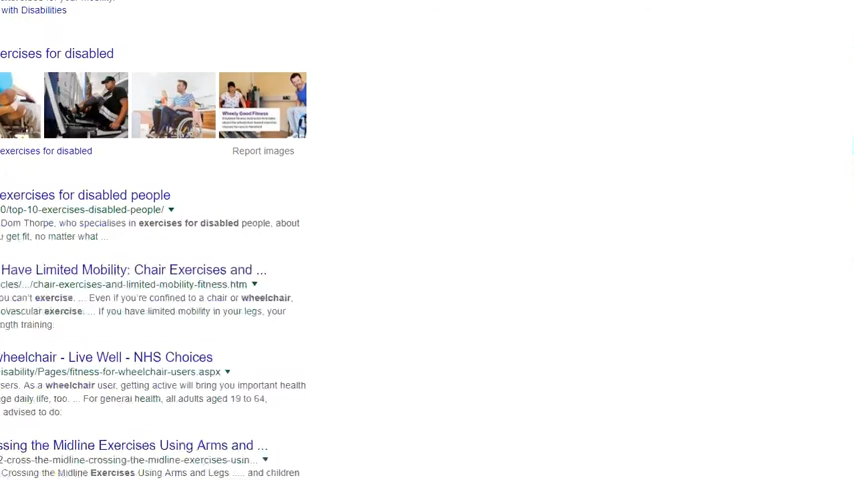 with Disabilities
ercises for disabled
Wheely Good Fitness
exercises for disabled
Report images
exercises for disabled people
0/top-10-exercises-disabled-people/
Dom Thorpe, who specialises in exercises for disabled people, about
u get fit, no matter what ...
Have Limited Mobility: Chair Exercises and ...
cles/.../chair-exercises-and-limited-mobility-fitness.htm
ou can't exercise. ... Even if you're confined to a chair or wheelchair,
ovascular exercise. ... If you have limited mobility in your legs, your
ngth training.
wheelchair - Live Well - NHS Choices
isability/Pages/fitness-for-wheelchair-users.aspx
sers. As a wheelchair user, getting active will bring you important health
ge daily life, too. ... For general health, all adults aged 19 to 64,
advised to do:
ssing the Midline Exercises Using Arms and ...
2-cross-the-midline-crossing-the-midline-exercises-usin...
Crossing the Midline Exercises Using Arms and Legs ..... and children